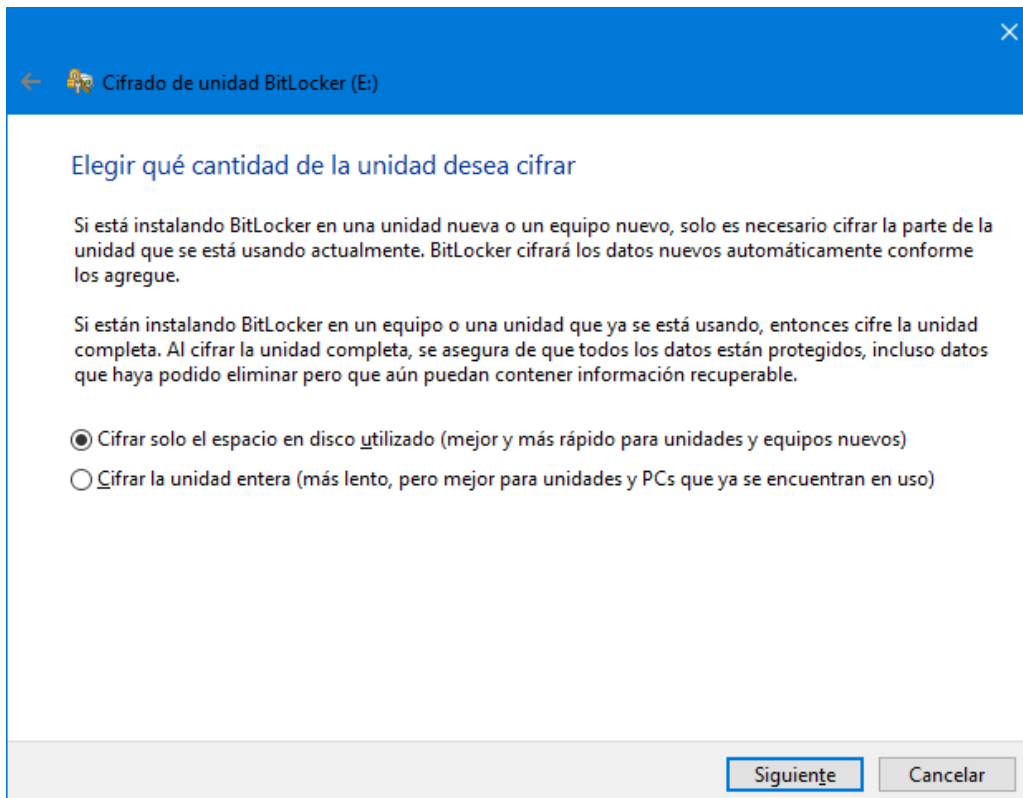 Cifrado de unidad BitLocker (E:)
Elegir qué cantidad de la unidad desea cifrar
Si está instalando BitLocker en una unidad nueva o un equipo nuevo, solo es necesario cifrar la parte de la
unidad que se está usando actualmente. BitLocker cifrará los datos nuevos automáticamente conforme
los agregue.
Si están instalando BitLocker en un equipo o una unidad que ya se está usando, entonces cifre la unidad
completa. Al cifrar la unidad completa, se asegura de que todos los datos están protegidos, incluso datos
que haya podido eliminar pero que aún puedan contener información recuperable.
Cifrar solo el espacio en disco utilizado (mejor y más rápido para unidades y equipos nuevos)
Cifrar la unidad entera (más lento, pero mejor para unidades y PCs que ya se encuentran en uso)
Siguiente
Cancelar